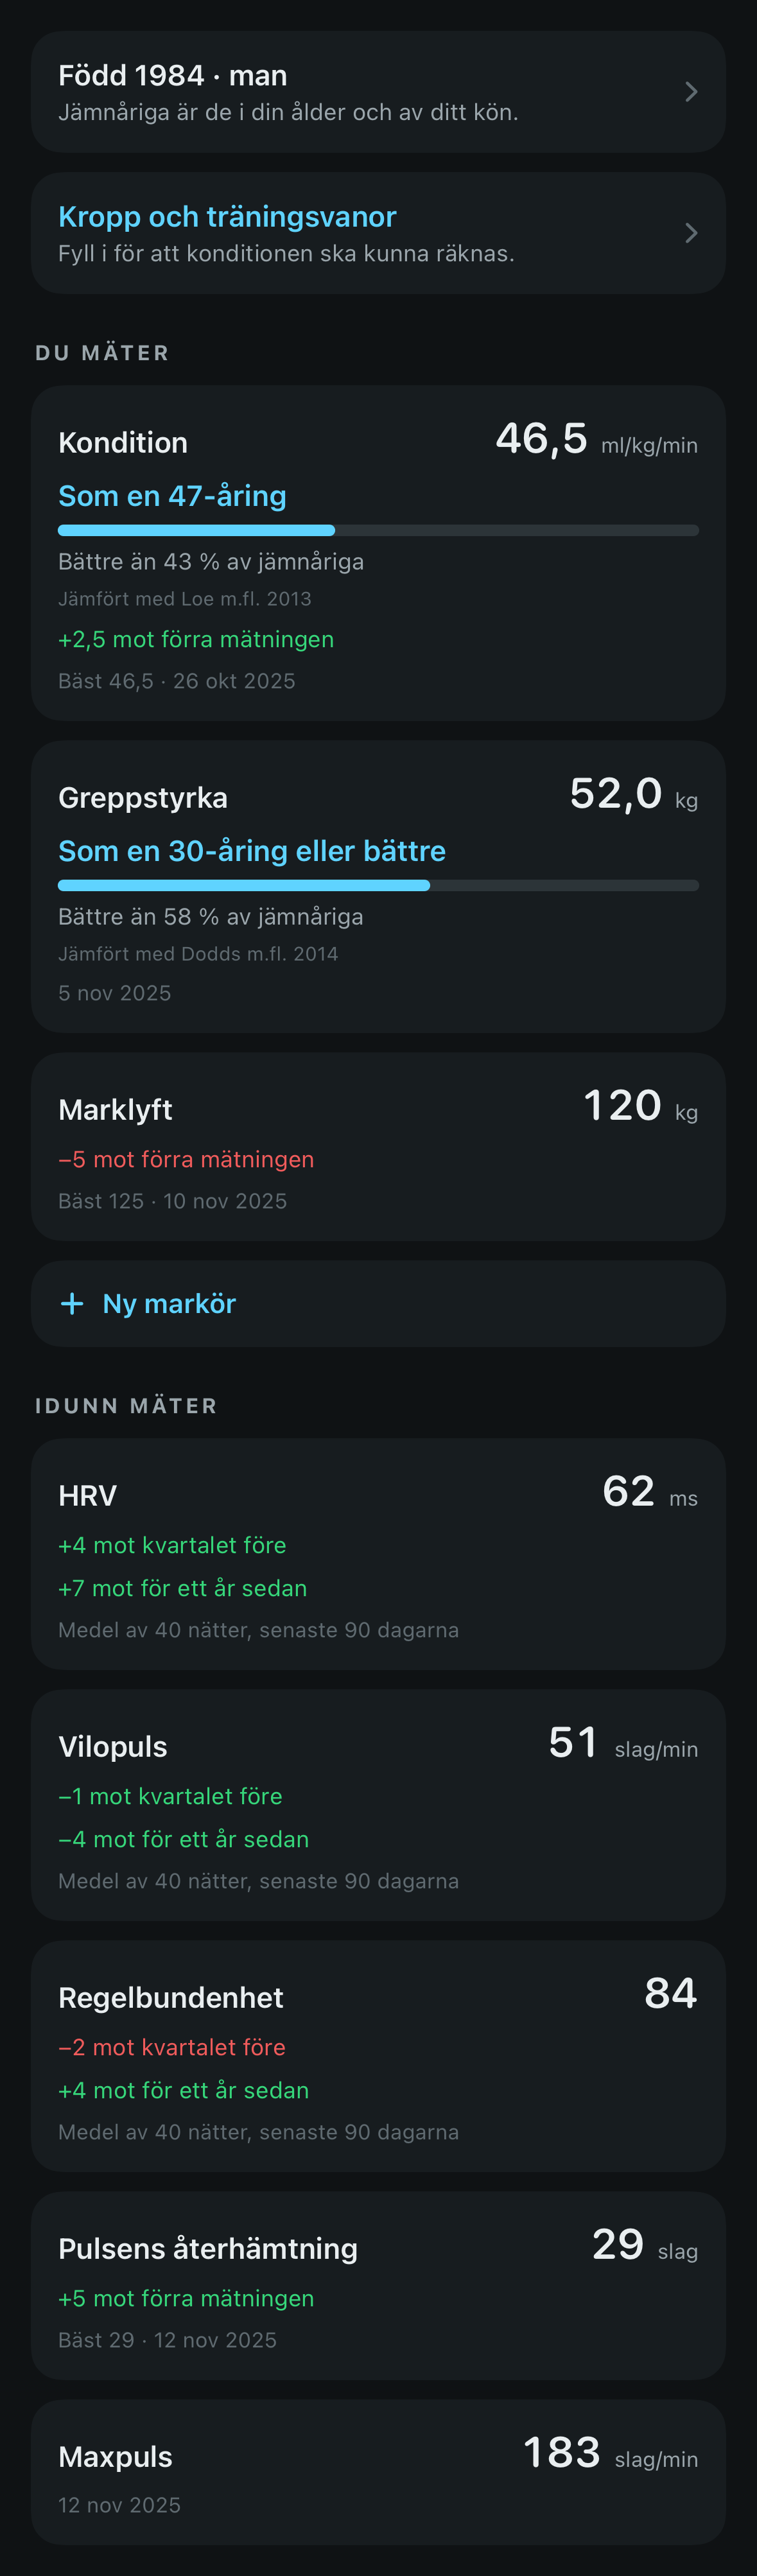 Född 1984 · man
Jämnåriga är de i din ålder och av ditt kön.
Kropp och träningsvanor
Fyll i för att konditionen ska kunna räknas.
DU MÄTER
Kondition 46,5 ml/kg/min
Som en 47-åring
Bättre än 43 % av jämnåriga
Jämfört med Loe m.fl. 2013
+2,5 mot förra mätningen
Bäst 46,5 · 26 okt 2025
Greppstyrka 52,0 kg
Som en 30-åring eller bättre
Bättre än 58 % av jämnåriga
Jämfört med Dodds m.fl. 2014
5 nov 2025
Marklyft 120 kg
−5 mot förra mätningen
Bäst 125 · 10 nov 2025
+ Ny markör
IDUNN MÄTER
HRV 62 ms
+4 mot kvartalet före
+7 mot för ett år sedan
Medel av 40 nätter, senaste 90 dagarna
Vilopuls 51 slag/min
−1 mot kvartalet före
−4 mot för ett år sedan
Medel av 40 nätter, senaste 90 dagarna
Regelbundenhet 84
−2 mot kvartalet före
+4 mot för ett år sedan
Medel av 40 nätter, senaste 90 dagarna
Pulsens återhämtning 29 slag
+5 mot förra mätningen
Bäst 29 · 12 nov 2025
Maxpuls 183 slag/min
12 nov 2025